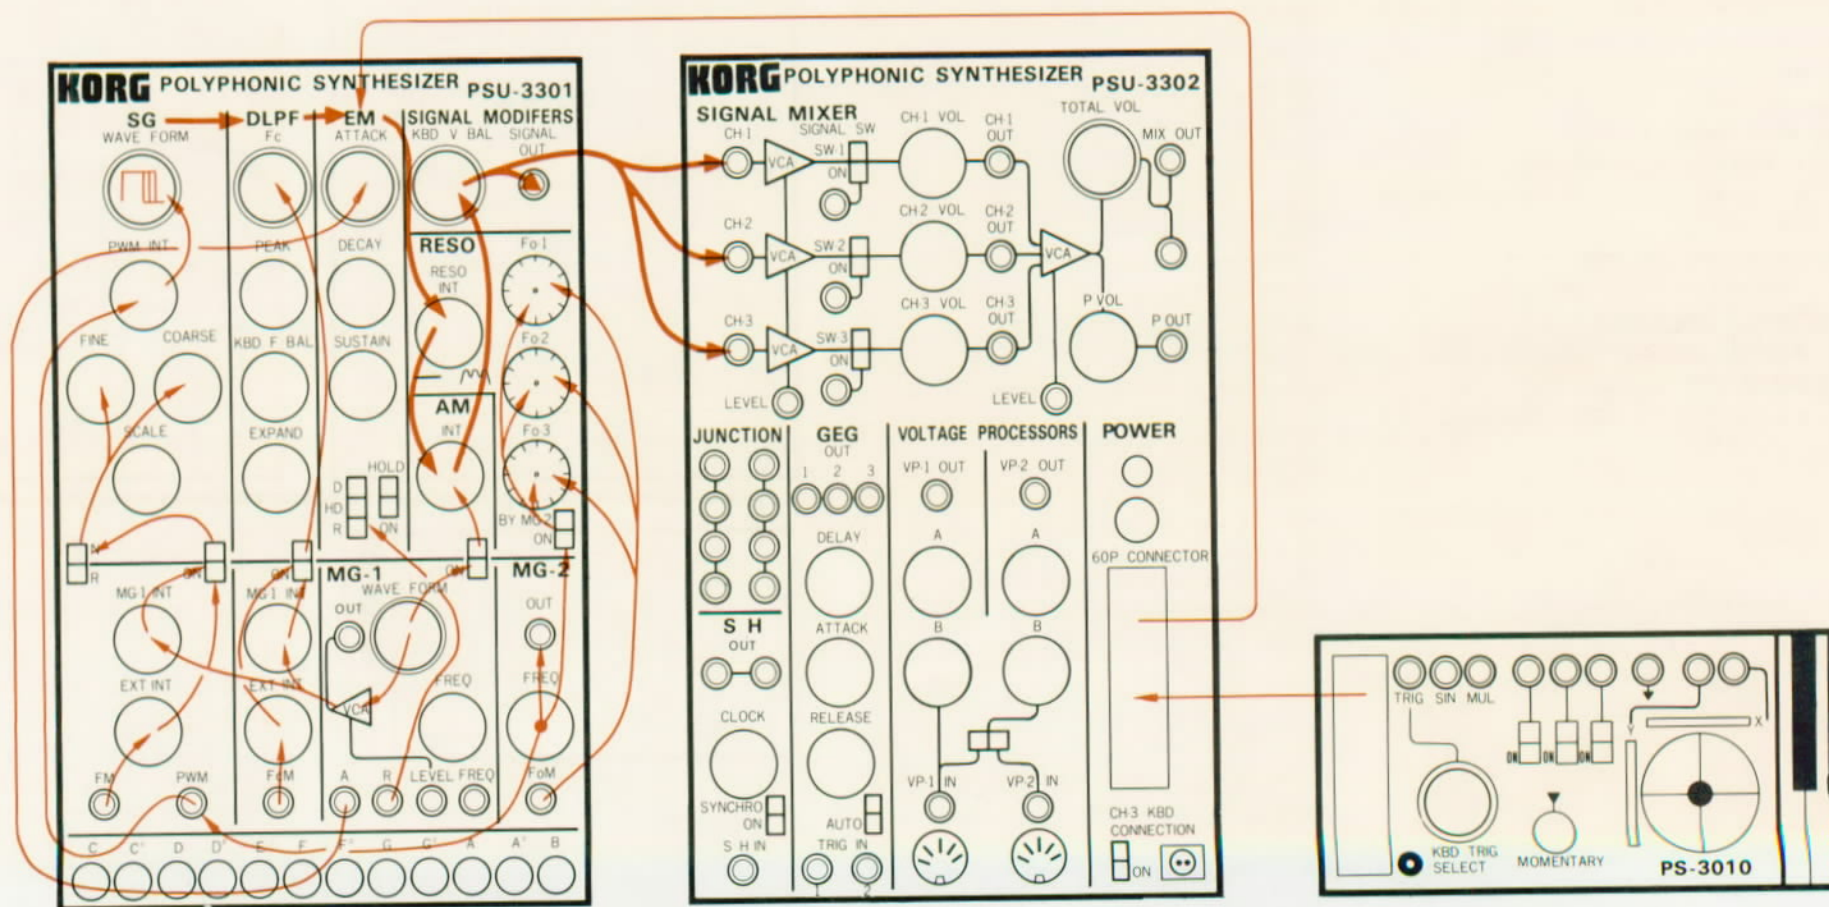 KORG POLYPHONIC SYNTHESIZER PSU-3301
SG DLPF EM SIGNAL MODIFERS
WAVE FORM Fc ATTACK KBD V BAL SIGNAL OUT
PWM INT PEAK DECAY RESO Fo-1
RESO INT
FINE COARSE KBD F BAL SUSTAIN Fo-2
SCALE EXPAND AM
INT Fo-3
D HOLD
HD
R ON BY MG-2 ON
N
R ON ON MG-1 ON MG-2
MG 1 INT MG 1 INT WAVE FORM
OUT OUT
EXT INT EXT INT VCA FREQ FREQ
FM PWM FcM A R LEVEL FREQ FoM
C C# D D# E F F# G G# A A# B
KORG POLYPHONIC SYNTHESIZER PSU-3302
SIGNAL MIXER
CH-1 SIGNAL SW CH-1 VOL CH-1 OUT TOTAL VOL MIX OUT
VCA SW-1 ON
CH-2 SW-2 ON CH-2 VOL CH-2 OUT
VCA VCA
CH-3 SW-3 ON CH-3 VOL CH-3 OUT P VOL P OUT
VCA
LEVEL LEVEL
JUNCTION GEG VOLTAGE PROCESSORS POWER
OUT
1 2 3 VP-1 OUT VP-2 OUT
DELAY A A 60P CONNECTOR
S H ATTACK B B
OUT
CLOCK RELEASE
SYNCHRO ON AUTO VP-1 IN VP-2 IN
S H IN TRIG IN
1 2
CH-3 KBD CONNECTION
ON
TRIG SIN MUL
Y X
ON ON ON
KBD TRIG SELECT MOMENTARY PS-3010